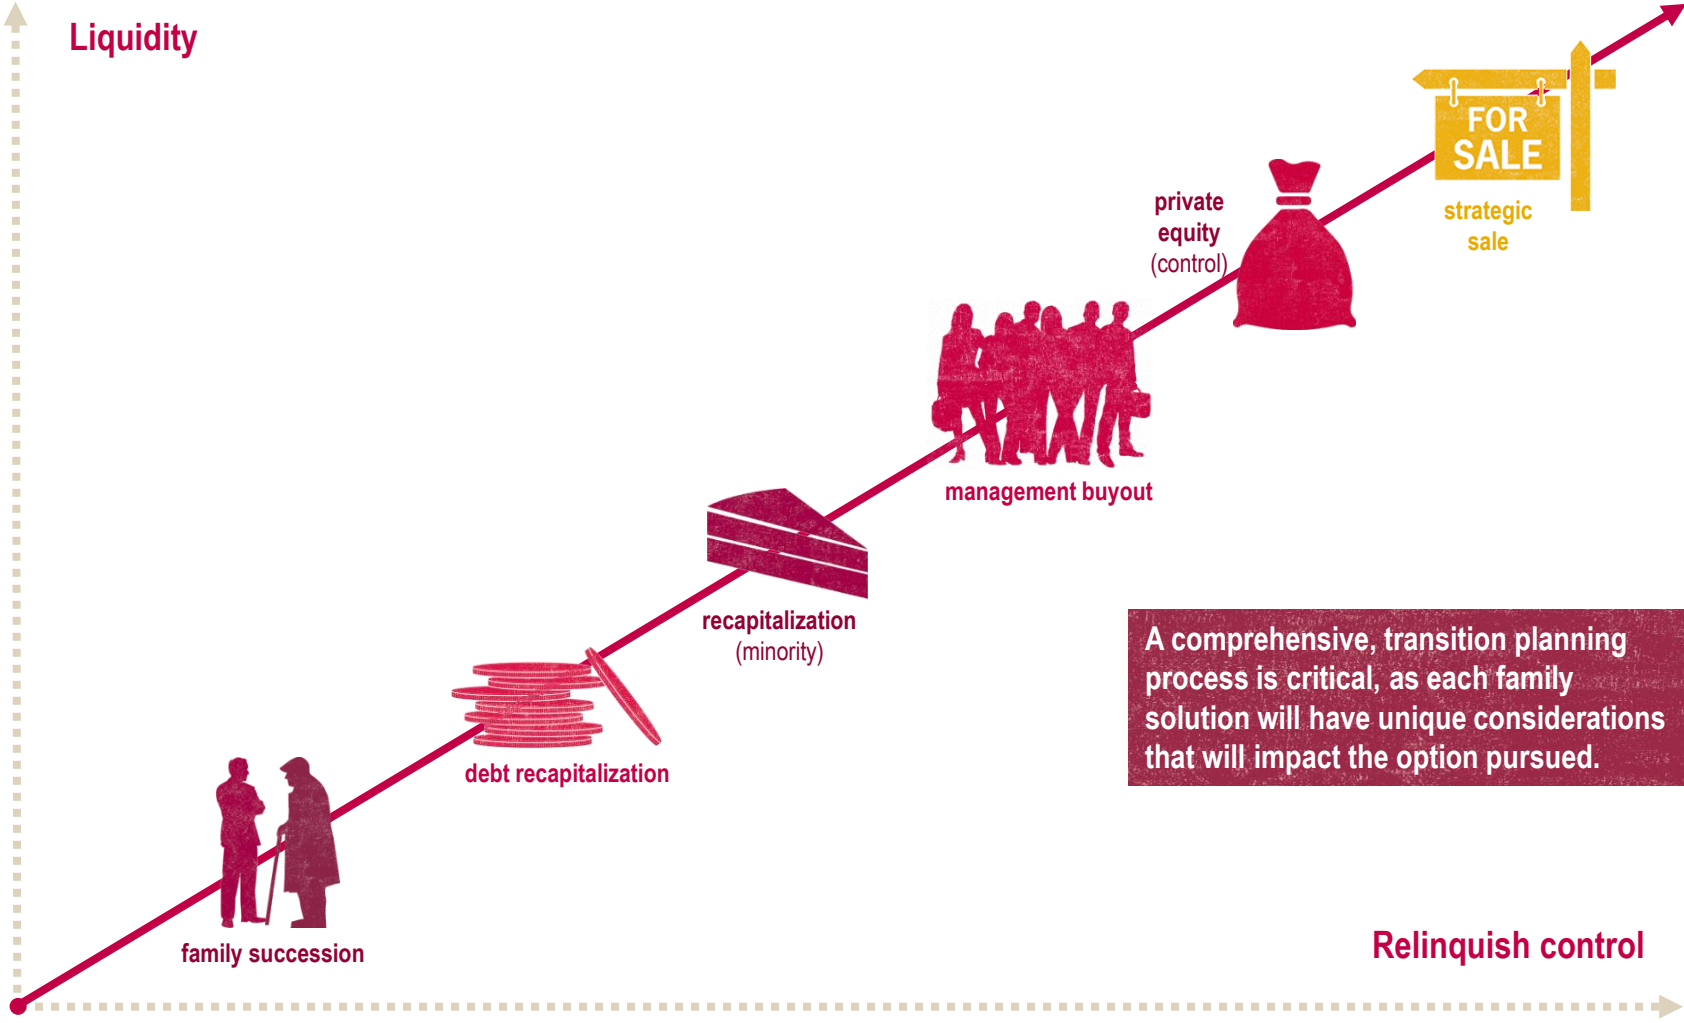 Liquidity
FOR
SALE
strategic
sale
private
equity
(control)
management buyout
recapitalization
(minority)
A comprehensive, transition planning
process is critical, as each family
solution will have unique considerations
that will impact the option pursued.
debt recapitalization
family succession
Relinquish control